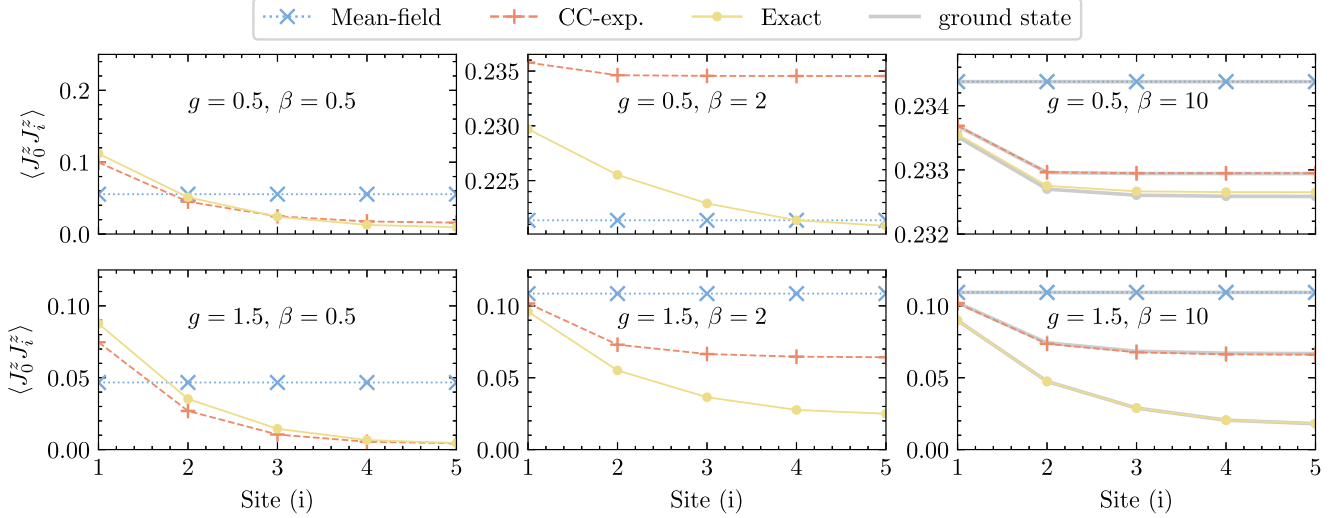 Mean-field CC-exp. Exact ground state
0.2
0.1
0.0
⟨J₀ᶻJᵢᶻ⟩
g = 0.5, β = 0.5
0.235
0.230
0.225
g = 0.5, β = 2
0.234
0.233
0.232
g = 0.5, β = 10
0.10
0.05
0.00
⟨J₀ᶻJᵢᶻ⟩
g = 1.5, β = 0.5
1 2 3 4 5
Site (i)
0.10
0.05
0.00
g = 1.5, β = 2
1 2 3 4 5
Site (i)
0.10
0.05
0.00
g = 1.5, β = 10
1 2 3 4 5
Site (i)